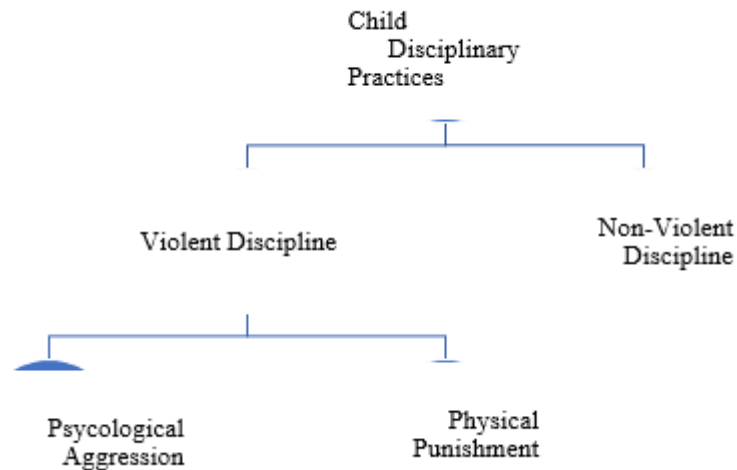 Child
Disciplinary
Practices
Violent Discipline
Non-Violent
Discipline
Psycological
Aggression
Physical
Punishment